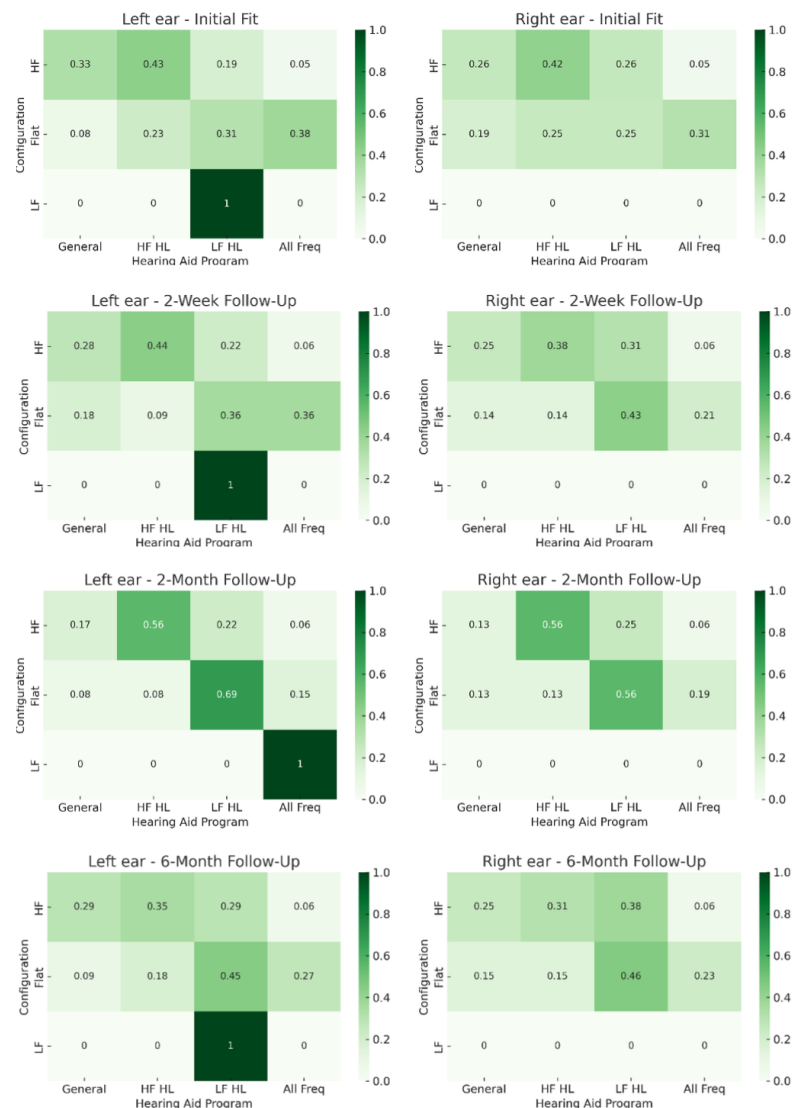 Left ear - Initial Fit
HF
0.33 0.43 0.19 0.05
Flat
0.08 0.23 0.31 0.38
LF
0 0 1 0
Configuration
General HF HL LF HL All Freq
Hearing Aid Program
1.0
0.8
0.6
0.4
0.2
0.0
Right ear - Initial Fit
HF
0.26 0.42 0.26 0.05
Flat
0.19 0.25 0.25 0.31
LF
0 0 0 0
Configuration
General HF HL LF HL All Freq
Hearing Aid Program
1.0
0.8
0.6
0.4
0.2
0.0
Left ear - 2-Week Follow-Up
HF
0.28 0.44 0.22 0.06
Flat
0.18 0.09 0.36 0.36
LF
0 0 1 0
Configuration
General HF HL LF HL All Freq
Hearing Aid Program
1.0
0.8
0.6
0.4
0.2
0.0
Right ear - 2-Week Follow-Up
HF
0.25 0.38 0.31 0.06
Flat
0.14 0.14 0.43 0.21
LF
0 0 0 0
Configuration
General HF HL LF HL All Freq
Hearing Aid Program
1.0
0.8
0.6
0.4
0.2
0.0
Left ear - 2-Month Follow-Up
HF
0.17 0.56 0.22 0.06
Flat
0.08 0.08 0.69 0.15
LF
0 0 0 1
Configuration
General HF HL LF HL All Freq
Hearing Aid Program
1.0
0.8
0.6
0.4
0.2
0.0
Right ear - 2-Month Follow-Up
HF
0.13 0.56 0.25 0.06
Flat
0.13 0.13 0.56 0.19
LF
0 0 0 0
Configuration
General HF HL LF HL All Freq
Hearing Aid Program
1.0
0.8
0.6
0.4
0.2
0.0
Left ear - 6-Month Follow-Up
HF
0.29 0.35 0.29 0.06
Flat
0.09 0.18 0.45 0.27
LF
0 0 1 0
Configuration
General HF HL LF HL All Freq
Hearing Aid Program
1.0
0.8
0.6
0.4
0.2
0.0
Right ear - 6-Month Follow-Up
HF
0.25 0.31 0.38 0.06
Flat
0.15 0.15 0.46 0.23
LF
0 0 0 0
Configuration
General HF HL LF HL All Freq
Hearing Aid Program
1.0
0.8
0.6
0.4
0.2
0.0